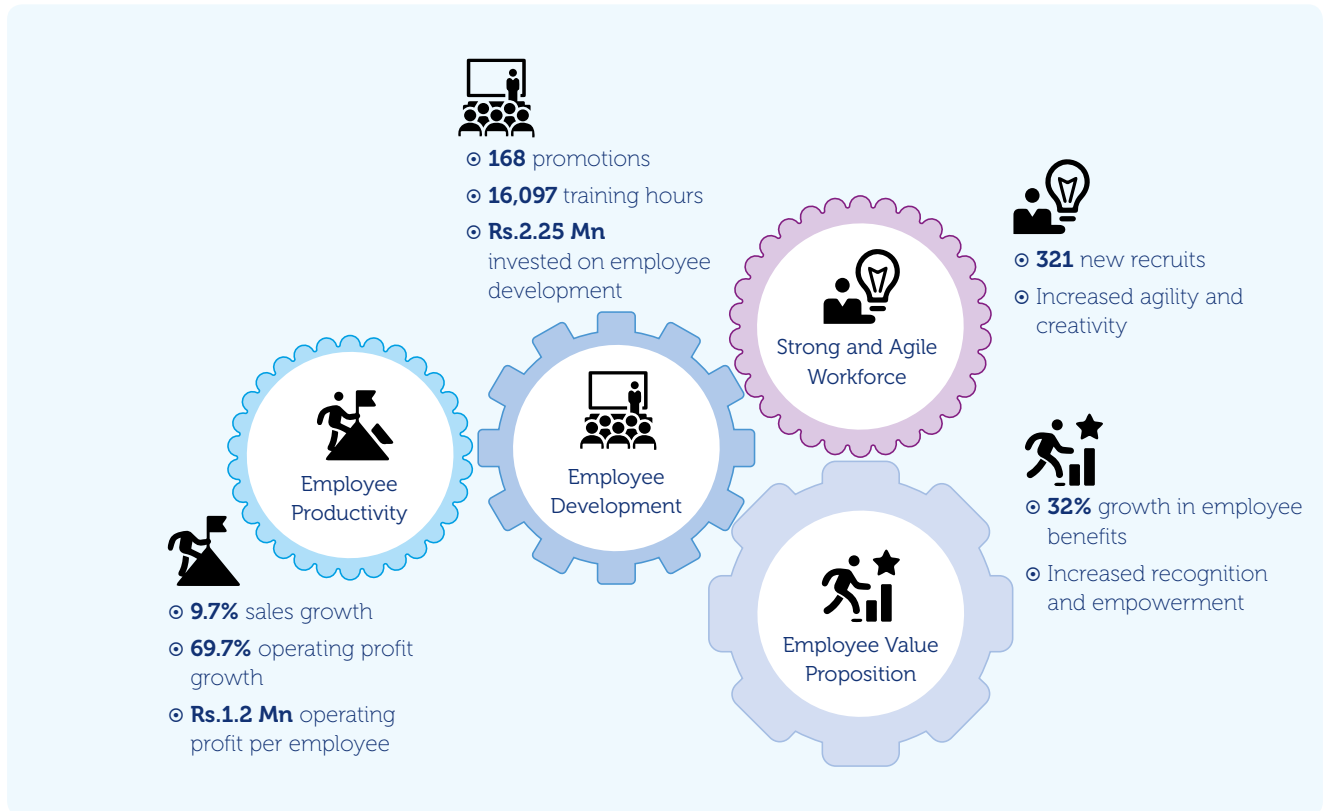 168 promotions
16,097 training hours
Rs.2.25 Mn
invested on employee
development
321 new recruits
Increased agility and
creativity
Strong and Agile
Workforce
Employee
Development
Employee
Productivity
32% growth in employee
benefits
Increased recognition
and empowerment
9.7% sales growth
69.7% operating profit
growth
Rs.1.2 Mn operating
profit per employee
Employee Value
Proposition